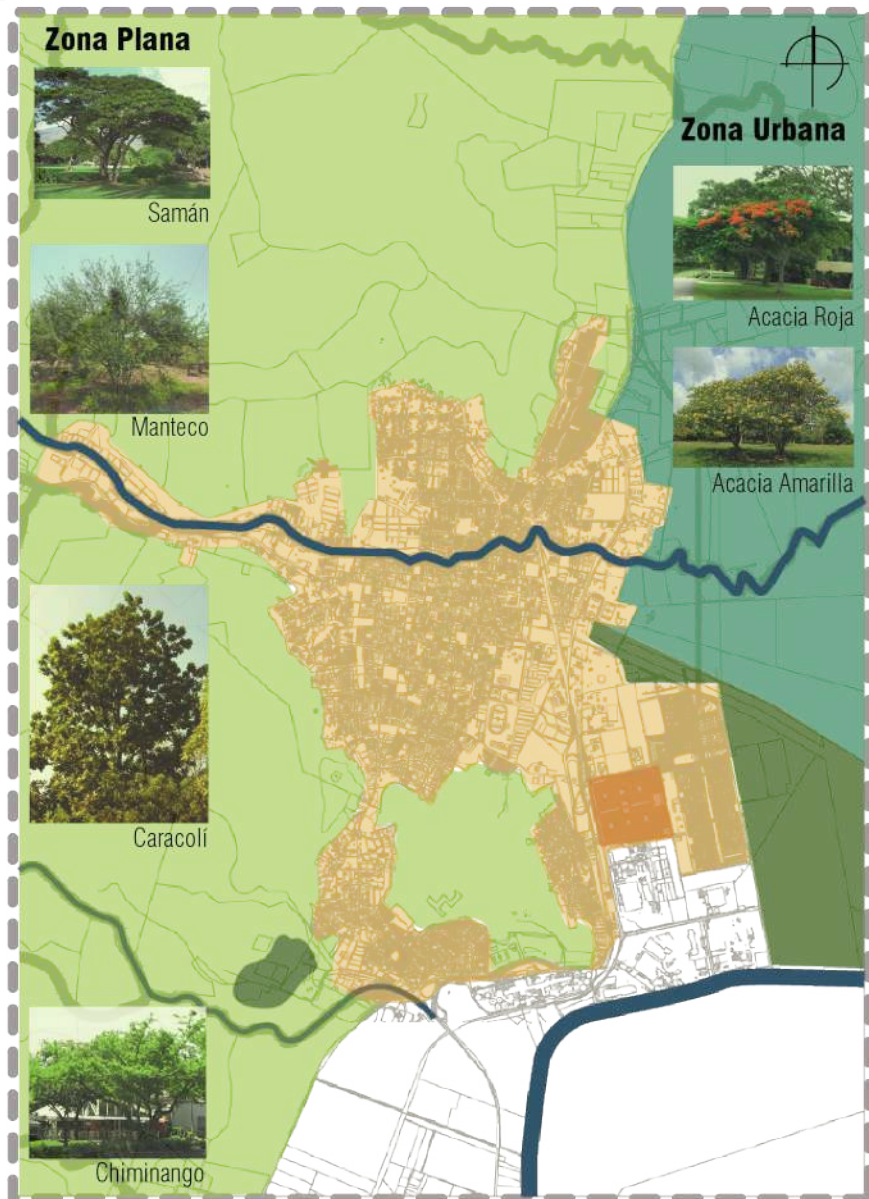 Zona Plana
Samán
Manteco
Caracolí
Chiminango
Zona Urbana
Acacia Roja
Acacia Amarilla